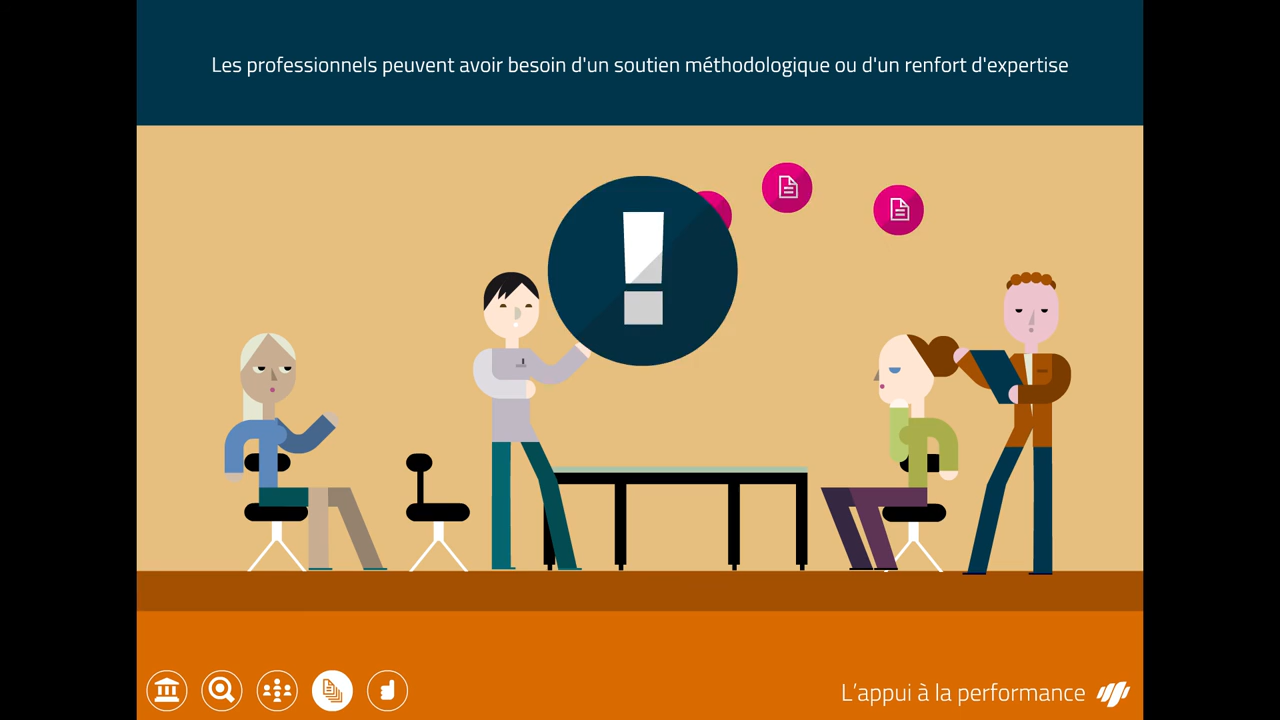 Les professionnels peuvent avoir besoin d'un soutien méthodologique ou d'un renfort d'expertise
!
L'appui à la performance